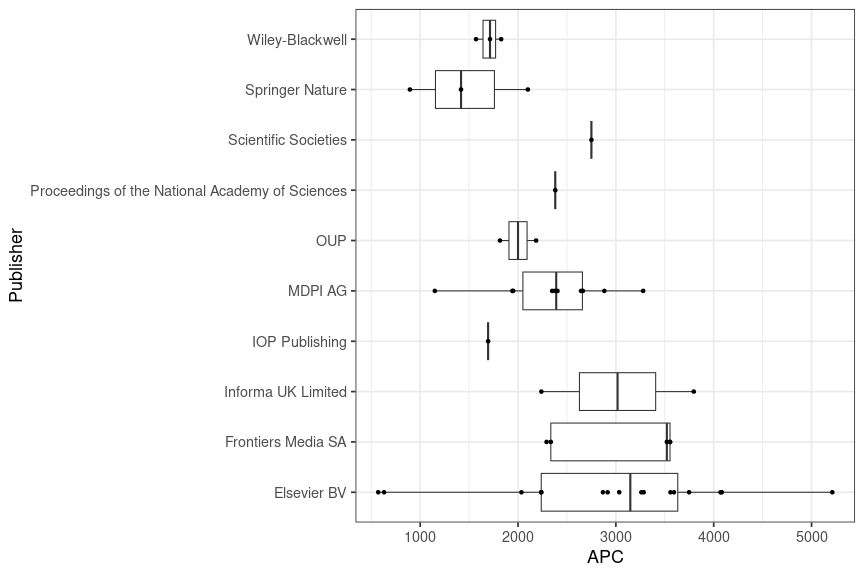 Publisher
Wiley-Blackwell
Springer Nature
Scientific Societies
Proceedings of the National Academy of Sciences
OUP
MDPI AG
IOP Publishing
Informa UK Limited
Frontiers Media SA
Elsevier BV
1000 2000 3000 4000 5000
APC